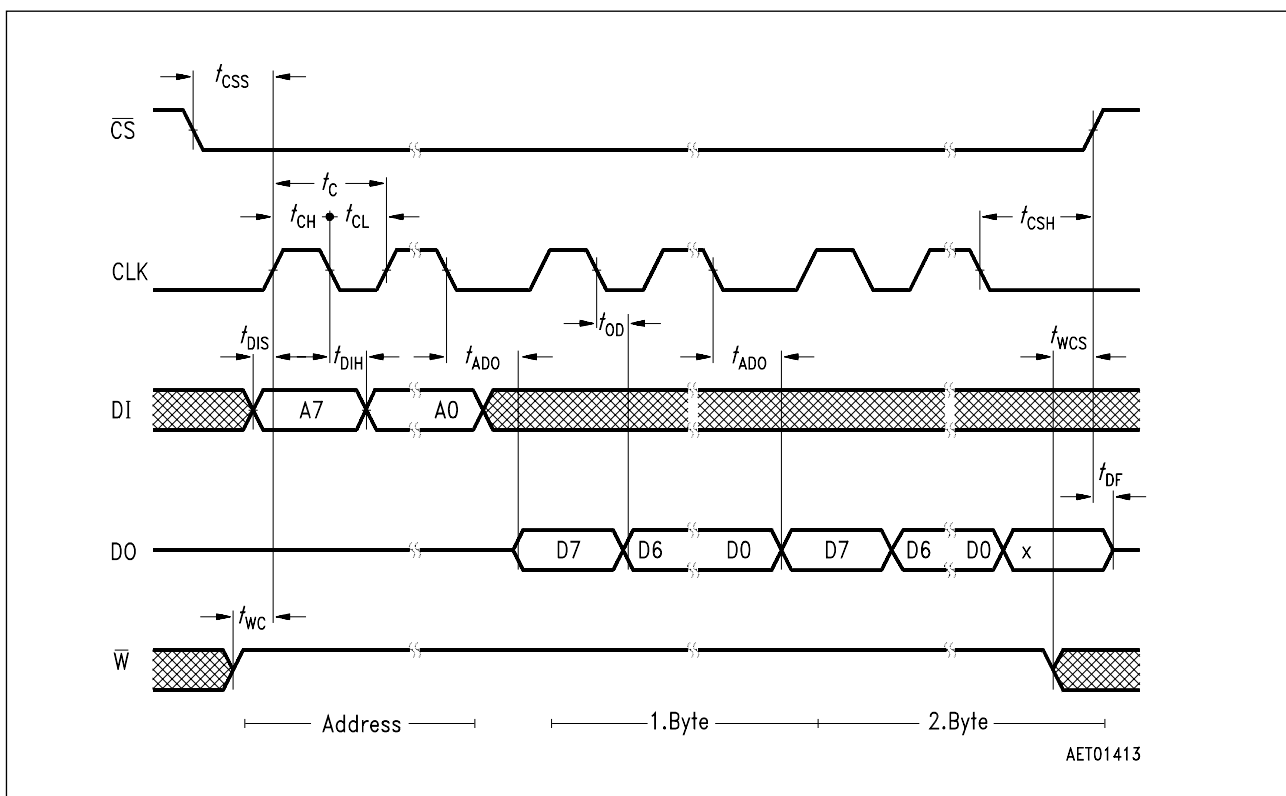 tCSS
CS
tC
tCH tCL
tCSH
CLK
tOD
tDIS
tDIH
tADO
tADO
tWCS
DI
A7
A0
tDF
DO
D7 D6 D0 D7 D6 D0 x
tWC
W
Address
1.Byte
2.Byte
AET01413